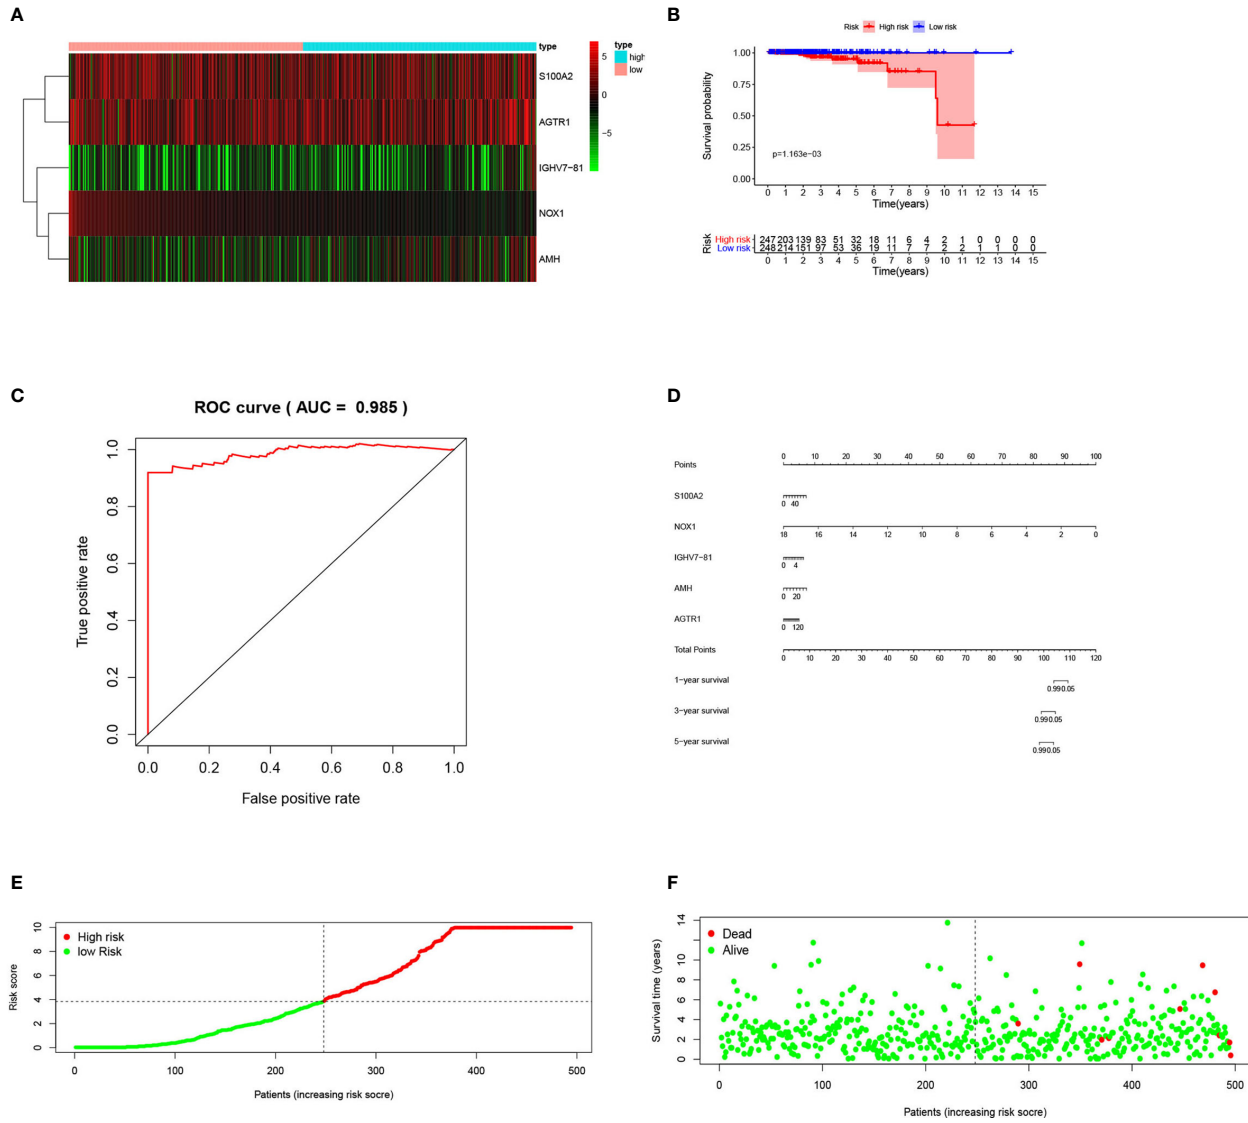 A
type
type
high
low
5
0
−5
S100A2
AGTR1
IGHV7−81
NOX1
AMH
B
Risk High risk Low risk
Survival probability
1.00
0.75
0.50
0.25
0.00
p=1.163e−03
0 1 2 3 4 5 6 7 8 9 10 11 12 13 14 15
Time(years)
Risk
High risk 247 203 139 83 51 32 18 11 6 4 2 1 0 0 0 0
Low risk 248 214 151 97 53 36 19 11 7 7 2 2 1 1 0 0
0 1 2 3 4 5 6 7 8 9 10 11 12 13 14 15
Time(years)
C
ROC curve ( AUC = 0.985 )
True positive rate
1.0
0.8
0.6
0.4
0.2
0.0
0.0 0.2 0.4 0.6 0.8 1.0
False positive rate
D
Points
0 10 20 30 40 50 60 70 80 90 100
S100A2
0 40
NOX1
18 16 14 12 10 8 6 4 2 0
IGHV7−81
0 4
AMH
0 20
AGTR1
0 120
Total Points
0 10 20 30 40 50 60 70 80 90 100 110 120
1−year survival
0.990.05
3−year survival
0.990.05
5−year survival
0.990.05
E
Risk score
10
8
6
4
2
0
High risk
low Risk
0 100 200 300 400 500
Patients (increasing risk socre)
F
Survival time (years)
14
10
8
6
4
2
0
Dead
Alive
0 100 200 300 400 500
Patients (increasing risk socre)